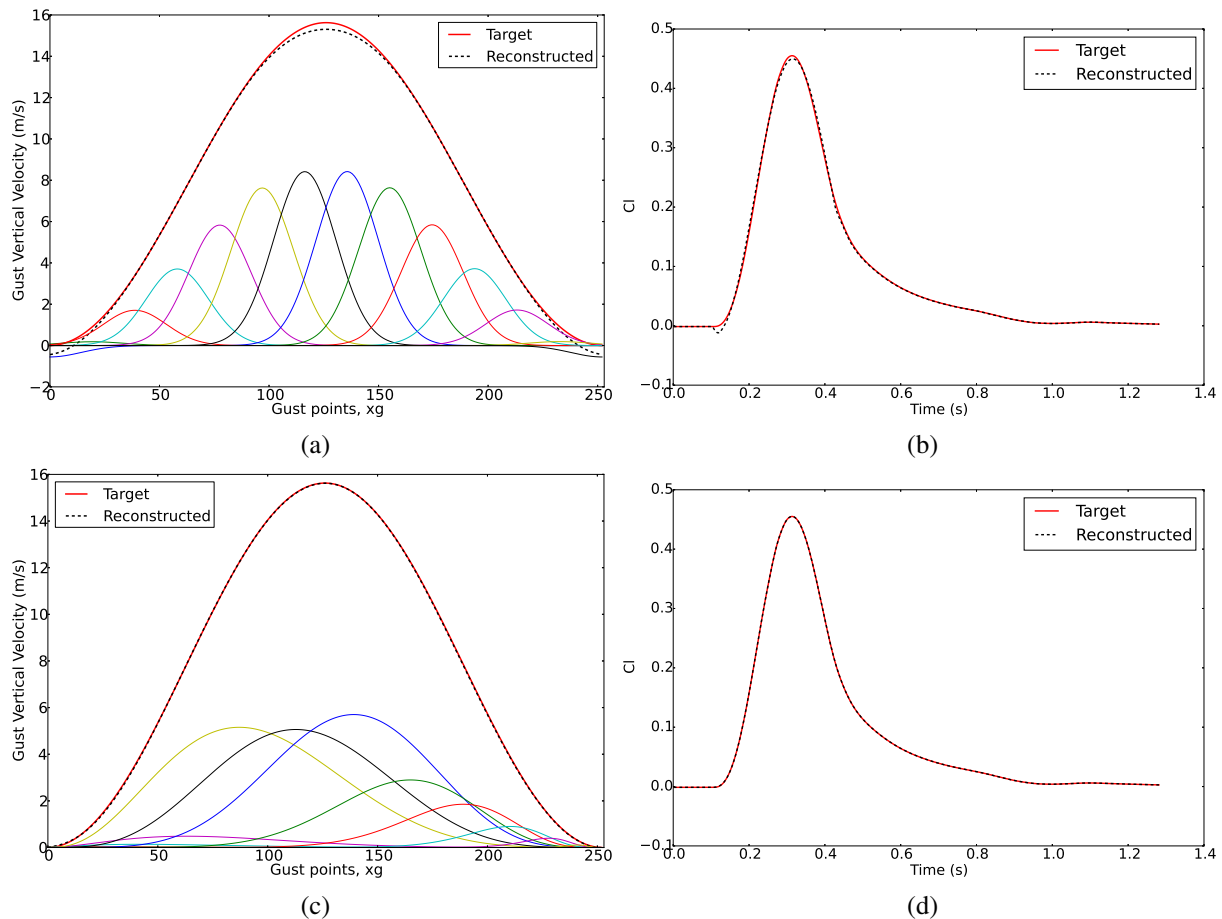 16
14
12
10
8
6
4
2
0
−2
Gust Vertical Velocity (m/s)
Target
Reconstructed
0 50 100 150 200 250
Gust points, xg
(a)
0.5
0.4
0.3
0.2
0.1
0.0
−0.1
Cl
Target
Reconstructed
0.0 0.2 0.4 0.6 0.8 1.0 1.2 1.4
Time (s)
(b)
16
14
12
10
8
6
4
2
0
Gust Vertical Velocity (m/s)
Target
Reconstructed
0 50 100 150 200 250
Gust points, xg
(c)
0.5
0.4
0.3
0.2
0.1
0.0
−0.1
Cl
Target
Reconstructed
0.0 0.2 0.4 0.6 0.8 1.0 1.2 1.4
Time (s)
(d)